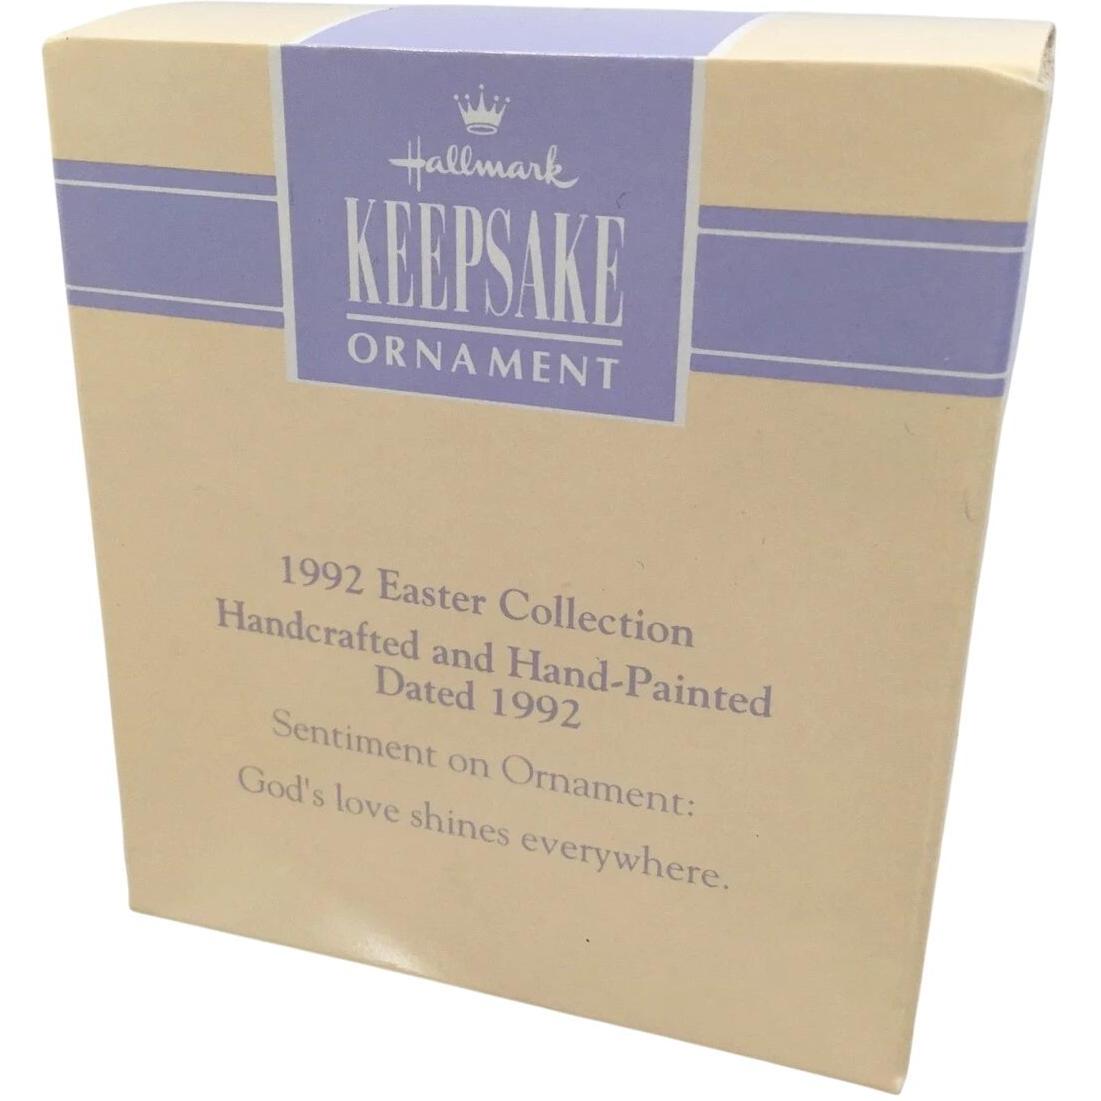 Hallmark
KEEPSAKE
ORNAMENT
1992 Easter Collection
Handcrafted and Hand-Painted
Dated 1992
Sentiment on Ornament:
God's love shines everywhere.